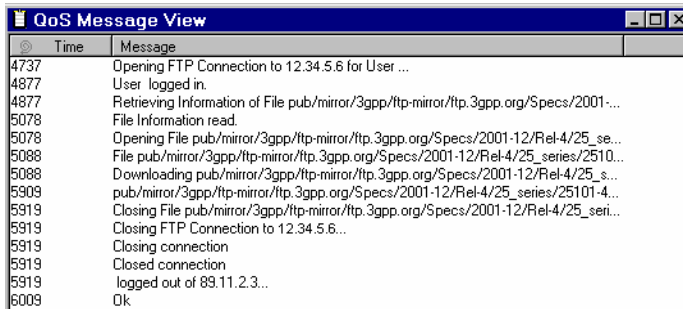 QoS Message View
Time Message
4737 Opening FTP Connection to 12.34.5.6 for User ...
4877 User logged in.
4877 Retrieving Information of File pub/mirror/3gpp/ftp-mirror/ftp.3gpp.org/Specs/2001-...
5078 File Information read.
5078 Opening File pub/mirror/3gpp/ftp-mirror/ftp.3gpp.org/Specs/2001-12/Rel-4/25_se...
5088 File pub/mirror/3gpp/ftp-mirror/ftp.3gpp.org/Specs/2001-12/Rel-4/25_series/2510...
5088 Downloading pub/mirror/3gpp/ftp-mirror/ftp.3gpp.org/Specs/2001-12/Rel-4/25_s...
5909 pub/mirror/3gpp/ftp-mirror/ftp.3gpp.org/Specs/2001-12/Rel-4/25_series/25101-4...
5919 Closing File pub/mirror/3gpp/ftp-mirror/ftp.3gpp.org/Specs/2001-12/Rel-4/25_seri...
5919 Closing FTP Connection to 12.34.5.6...
5919 Closing connection
5919 Closed connection
5919 logged out of 89.11.2.3...
6009 Ok